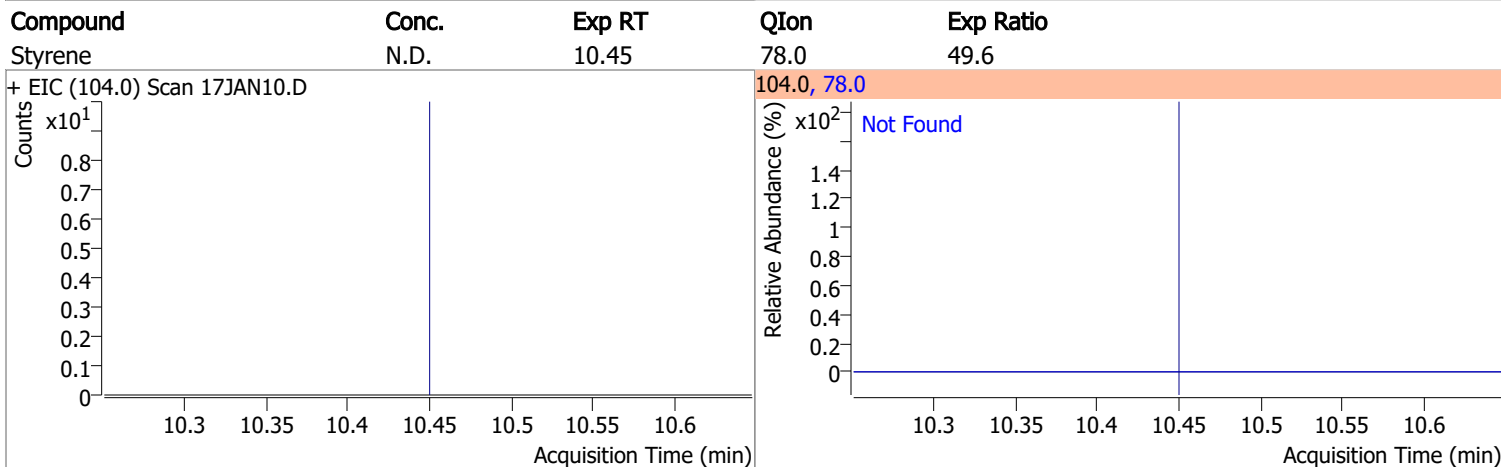 Compound Conc. Exp RT QIon Exp Ratio
Styrene N.D. 10.45 78.0 49.6
+ EIC (104.0) Scan 17JAN10.D
Counts
x10¹
0.8
0.7
0.6
0.5
0.4
0.3
0.2
0.1
0
10.3 10.35 10.4 10.45 10.5 10.55 10.6
Acquisition Time (min)
104.0, 78.0
Relative Abundance (%)
x10²
Not Found
1.4
1.2
1
0.8
0.6
0.4
0.2
0
10.3 10.35 10.4 10.45 10.5 10.55 10.6
Acquisition Time (min)